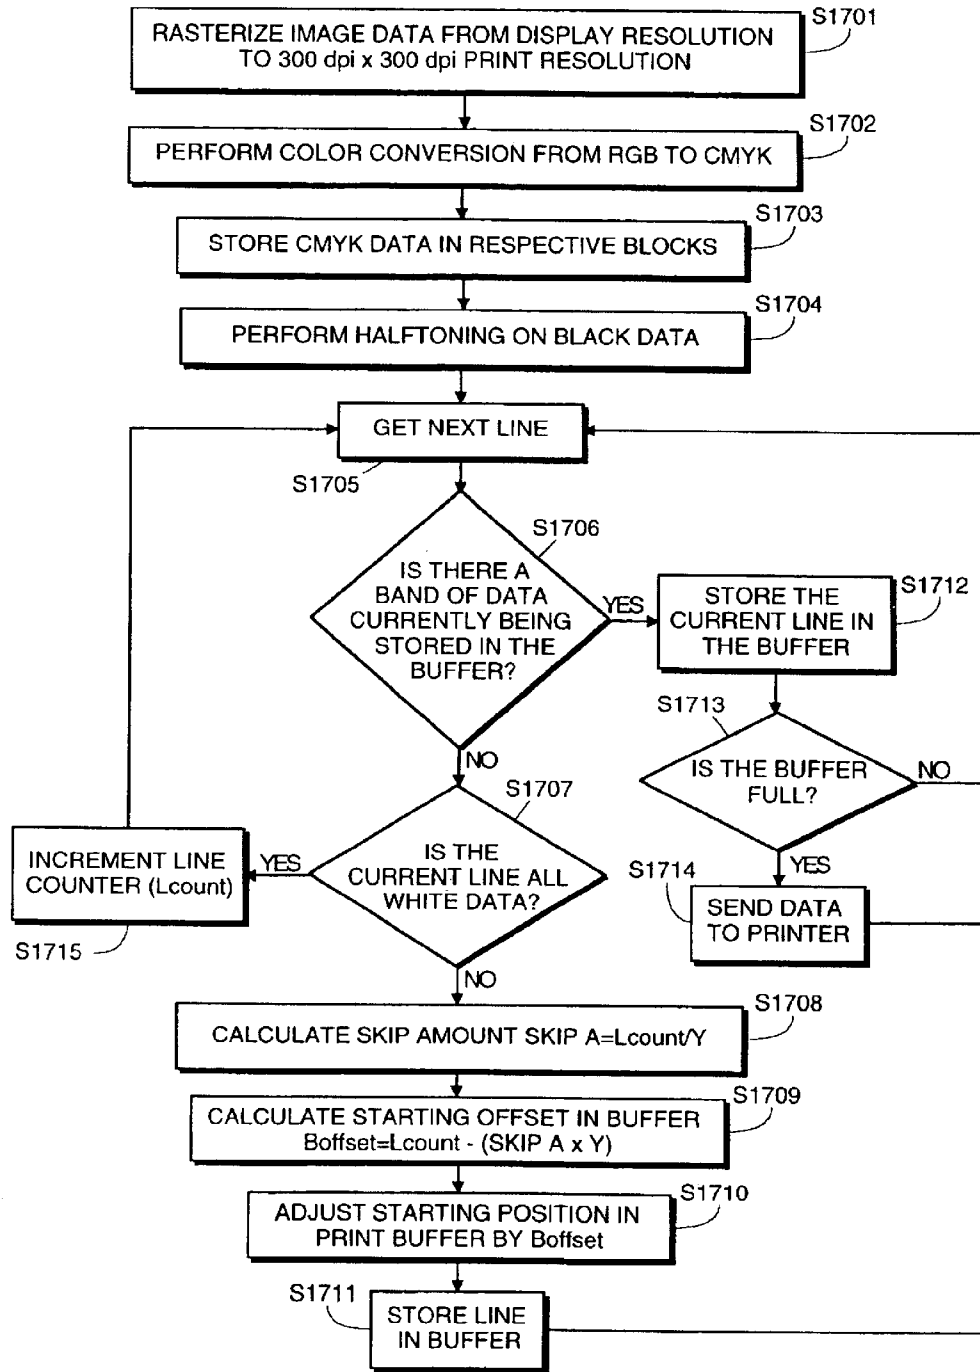 S1701
RASTERIZE IMAGE DATA FROM DISPLAY RESOLUTION
TO 300 dpi x 300 dpi PRINT RESOLUTION
S1702
PERFORM COLOR CONVERSION FROM RGB TO CMYK
S1703
STORE CMYK DATA IN RESPECTIVE BLOCKS
S1704
PERFORM HALFTONING ON BLACK DATA
GET NEXT LINE
S1705
S1706
IS THERE A
BAND OF DATA
CURRENTLY BEING
STORED IN THE
BUFFER?
YES
S1712
STORE THE
CURRENT LINE IN
THE BUFFER
S1713
IS THE BUFFER
FULL?
NO
YES
S1714
SEND DATA
TO PRINTER
NO
S1707
IS THE
CURRENT LINE ALL
WHITE DATA?
YES
INCREMENT LINE
COUNTER (Lcount)
S1715
NO
S1708
CALCULATE SKIP AMOUNT SKIP A=Lcount/Y
S1709
CALCULATE STARTING OFFSET IN BUFFER
Boffset=Lcount - (SKIP A x Y)
S1710
ADJUST STARTING POSITION IN
PRINT BUFFER BY Boffset
S1711
STORE LINE
IN BUFFER